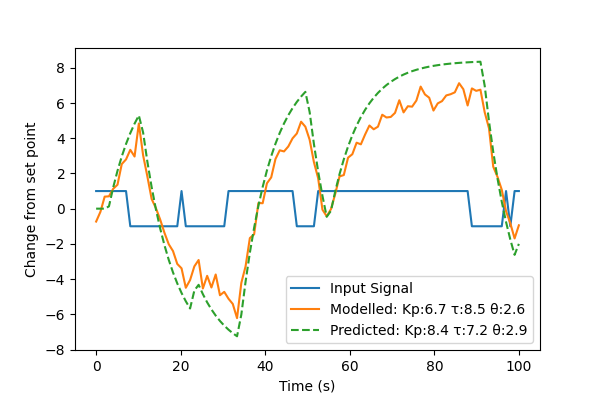 Change from set point
8
6
4
2
0
−2
−4
−6
−8
Input Signal
Modelled: Kp:6.7 τ:8.5 θ:2.6
Predicted: Kp:8.4 τ:7.2 θ:2.9
0 20 40 60 80 100
Time (s)